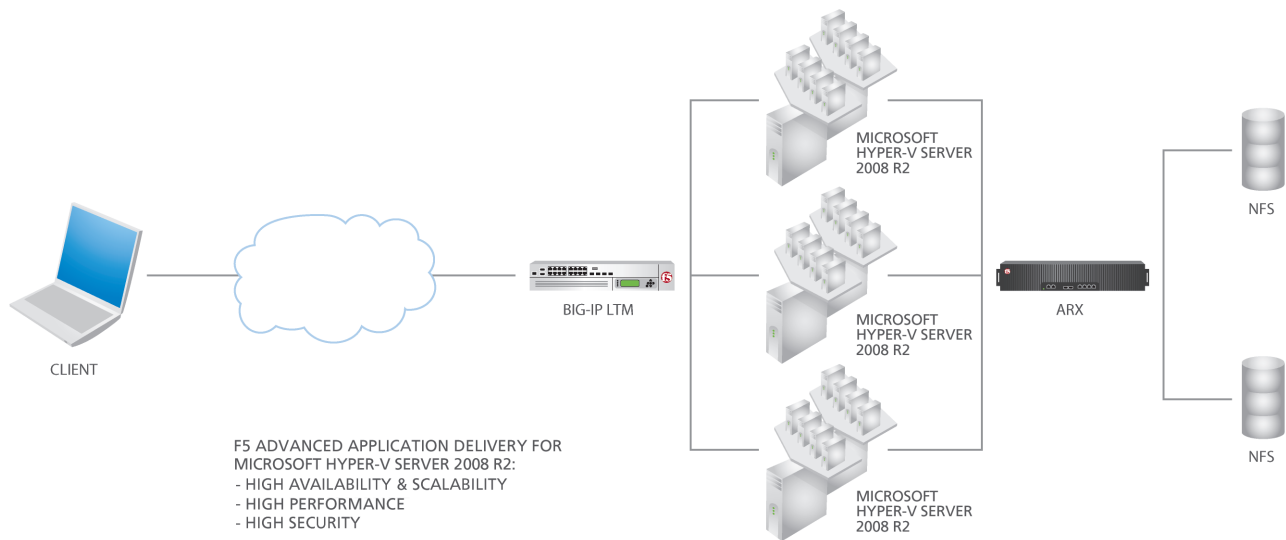 MICROSOFT
HYPER-V SERVER
2008 R2
NFS
f5
BIG-IP LTM
MICROSOFT
HYPER-V SERVER
2008 R2
ARX
CLIENT
F5 ADVANCED APPLICATION DELIVERY FOR
MICROSOFT HYPER-V SERVER 2008 R2:
- HIGH AVAILABILITY & SCALABILITY
- HIGH PERFORMANCE
- HIGH SECURITY
MICROSOFT
HYPER-V SERVER
2008 R2
NFS